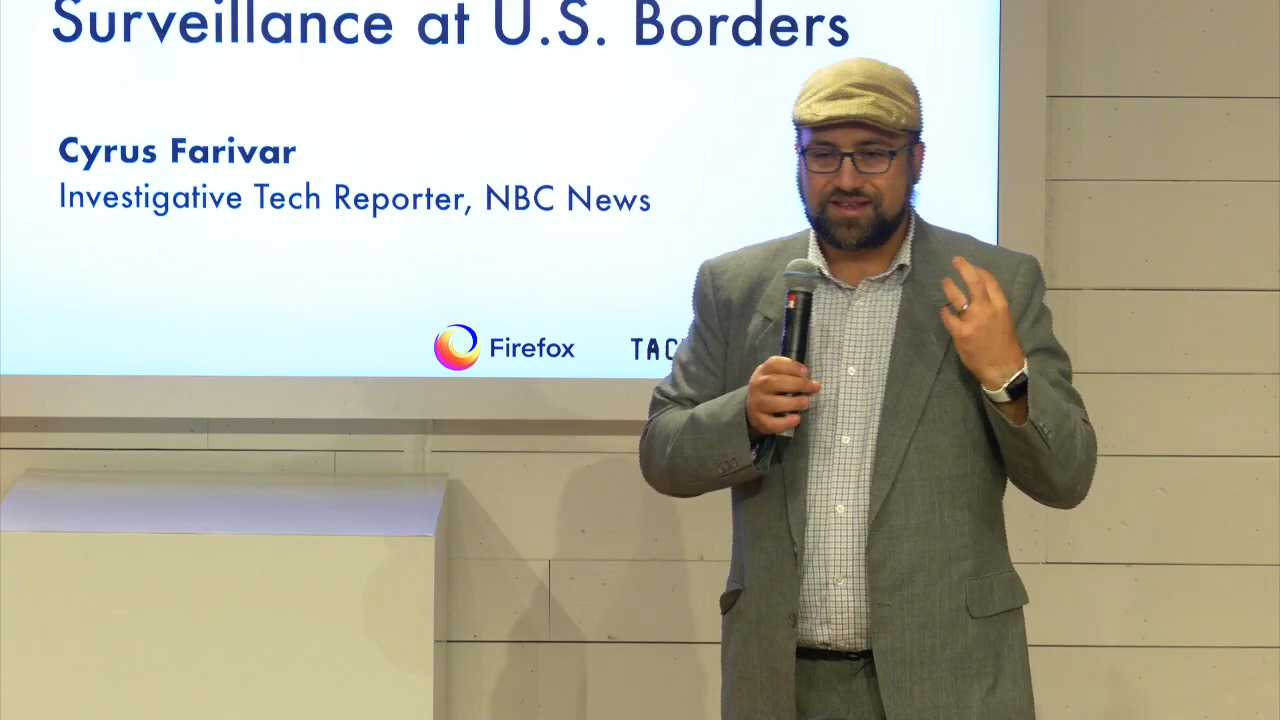 Surveillance at U.S. Borders
Cyrus Farivar
Investigative Tech Reporter, NBC News
Firefox